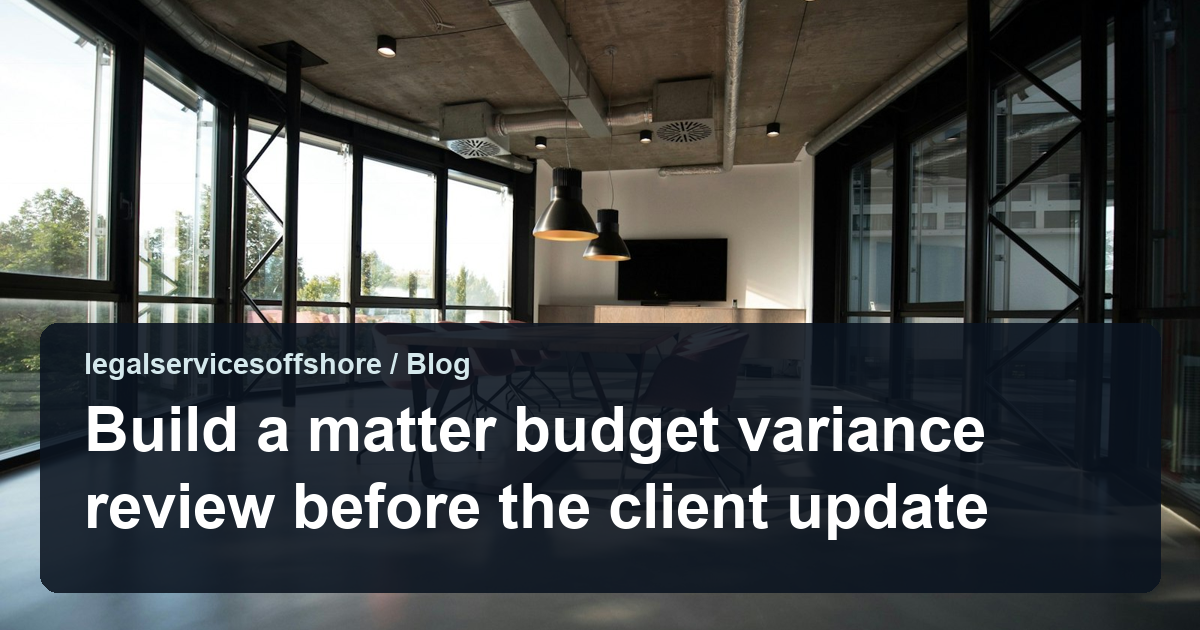 legalservicesoffshore / Blog
Build a matter budget variance
review before the client update